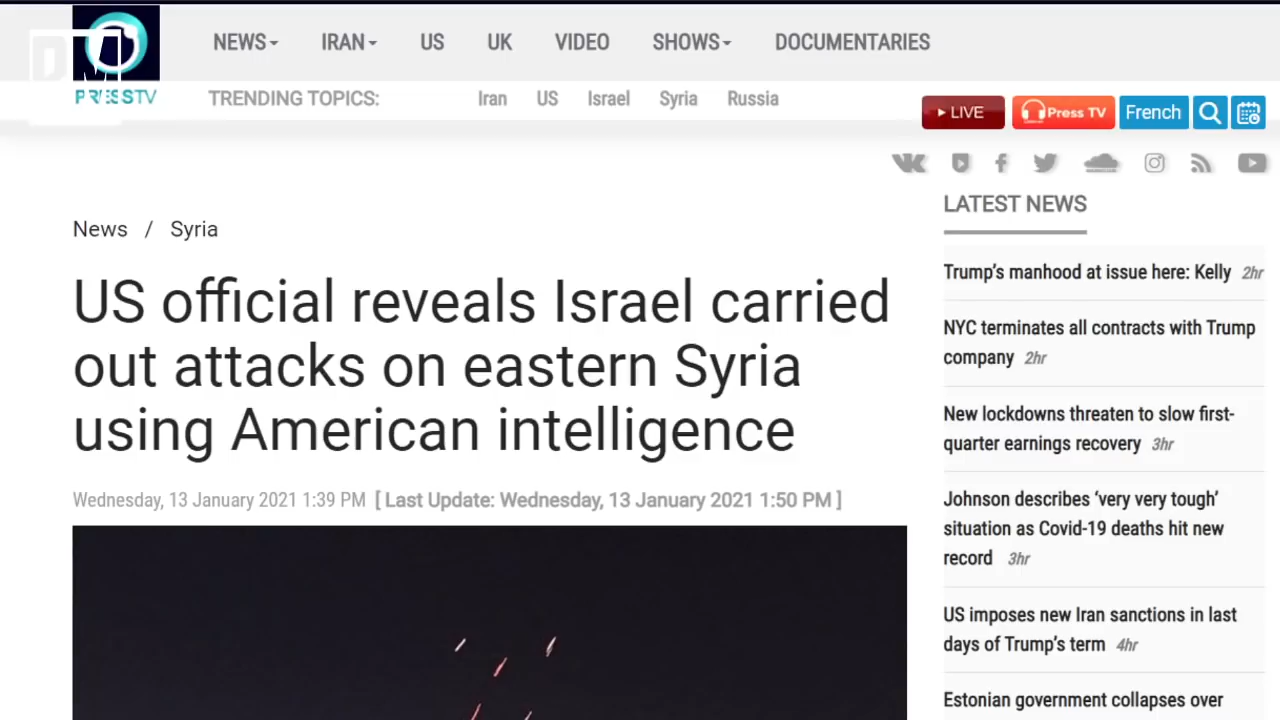 DM
PRESSTV
NEWS IRAN US UK VIDEO SHOWS DOCUMENTARIES
TRENDING TOPICS: Iran US Israel Syria Russia
LIVE Press TV French
News / Syria
US official reveals Israel carried
out attacks on eastern Syria
using American intelligence
Wednesday, 13 January 2021 1:39 PM [ Last Update: Wednesday, 13 January 2021 1:50 PM ]
LATEST NEWS
Trump's manhood at issue here: Kelly 2hr
NYC terminates all contracts with Trump
company 2hr
New lockdowns threaten to slow first-
quarter earnings recovery 3hr
Johnson describes ‘very very tough’
situation as Covid-19 deaths hit new
record 3hr
US imposes new Iran sanctions in last
days of Trump's term 4hr
Estonian government collapses over